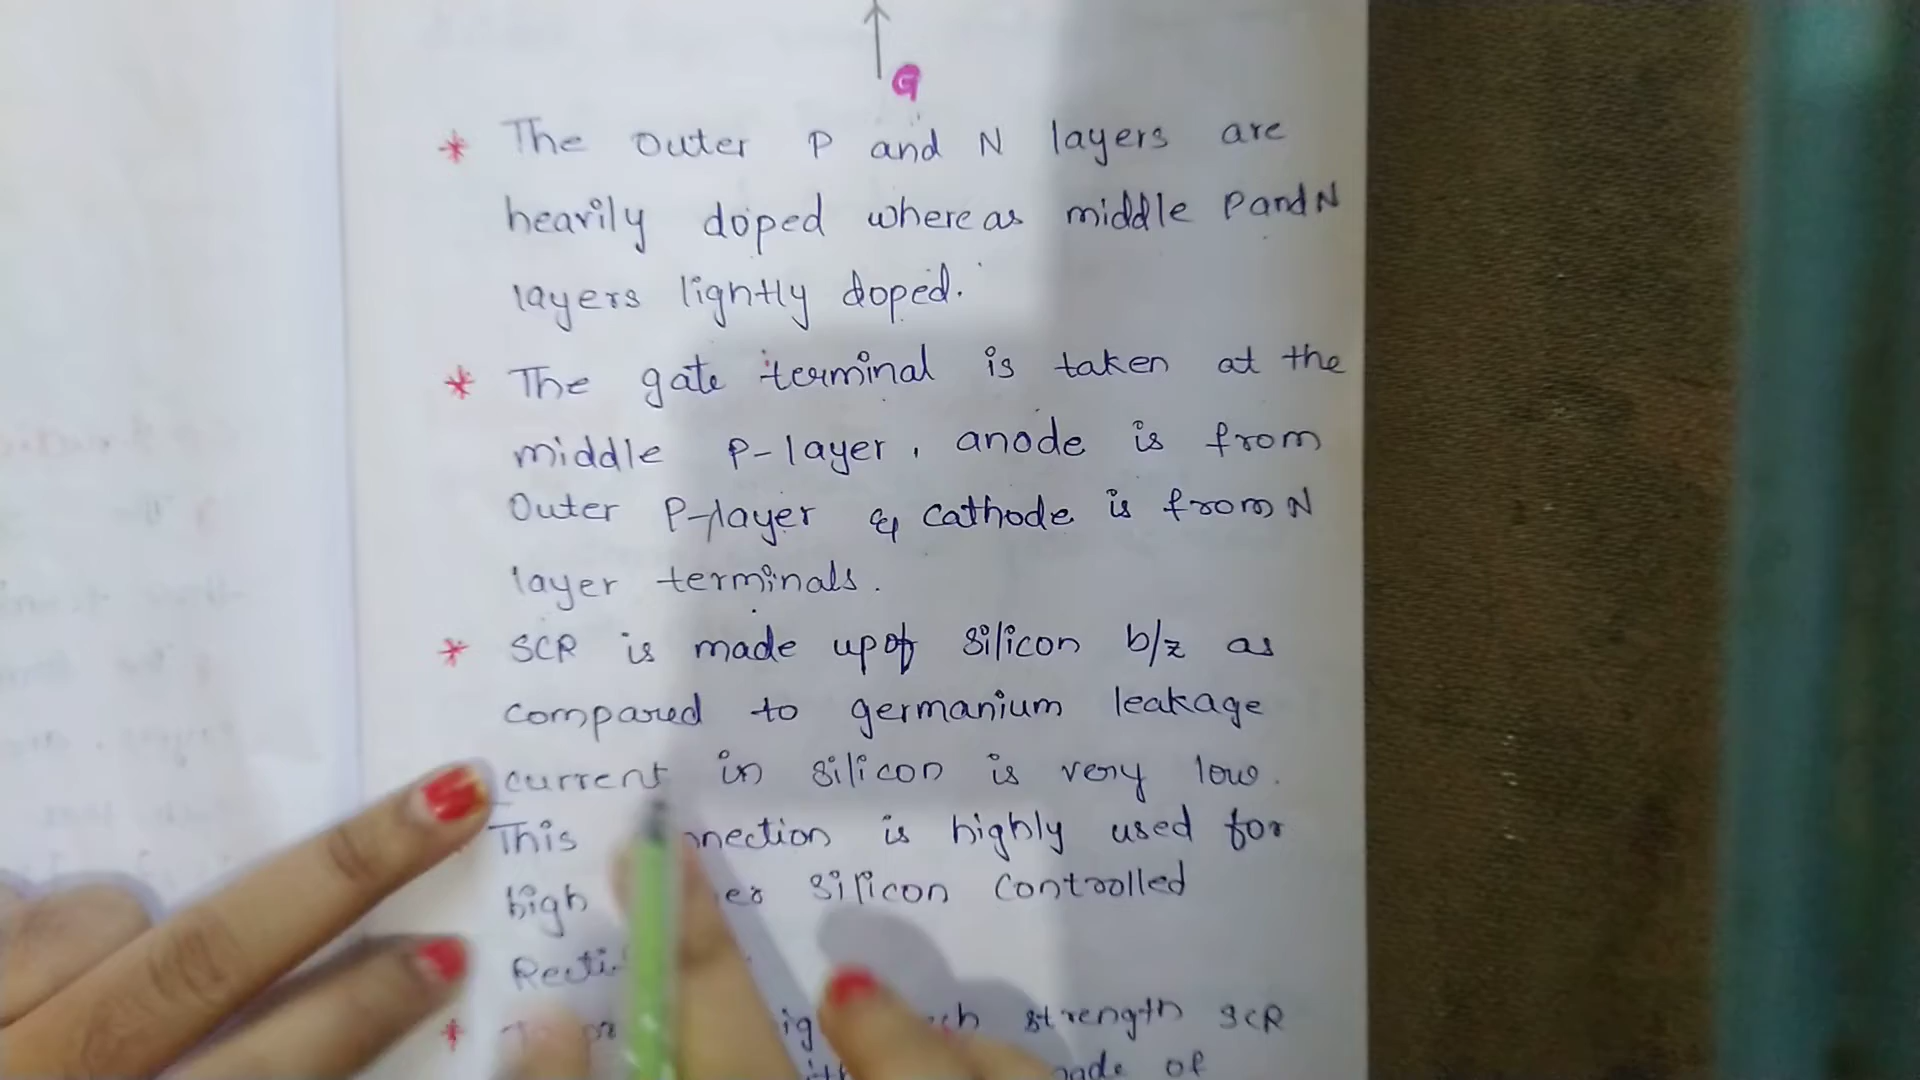 G
* The outer P and N layers are
heavily doped where as middle P and N
layers lightly doped.
* The gate terminal is taken at the
middle P-layer, anode is from
Outer P-layer & cathode is from N
layer terminals.
* SCR is made up of silicon b/z as
compared to germanium leakage
current in silicon is very low.
This is highly used for
high silicon controlled
* strength SCR
of